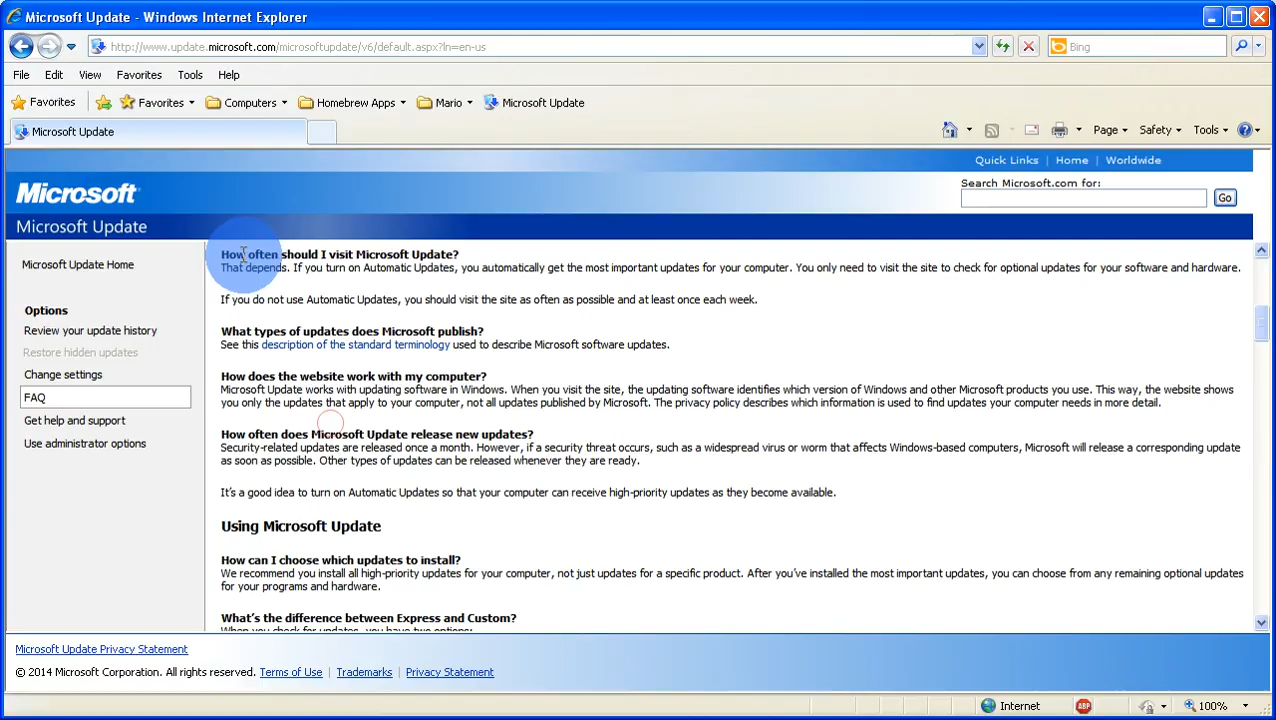 Microsoft Update - Windows Internet Explorer
http://www.update.microsoft.com/microsoftupdate/v6/default.aspx?ln=en-us
Bing
File Edit View Favorites Tools Help
Favorites Favorites Computers Homebrew Apps Mario Microsoft Update
Microsoft Update
Page Safety Tools
Quick Links | Home | Worldwide
Microsoft
Search Microsoft.com for:
Go
Microsoft Update
Microsoft Update Home
Options
Review your update history
Restore hidden updates
Change settings
FAQ
Get help and support
Use administrator options
How often should I visit Microsoft Update?
That depends. If you turn on Automatic Updates, you automatically get the most important updates for your computer. You only need to visit the site to check for optional updates for your software and hardware.
If you do not use Automatic Updates, you should visit the site as often as possible and at least once each week.
What types of updates does Microsoft publish?
See this description of the standard terminology used to describe Microsoft software updates.
How does the website work with my computer?
Microsoft Update works with updating software in Windows. When you visit the site, the updating software identifies which version of Windows and other Microsoft products you use. This way, the website shows
you only the updates that apply to your computer, not all updates published by Microsoft. The privacy policy describes which information is used to find updates your computer needs in more detail.
How often does Microsoft Update release new updates?
Security-related updates are released once a month. However, if a security threat occurs, such as a widespread virus or worm that affects Windows-based computers, Microsoft will release a corresponding update
as soon as possible. Other types of updates can be released whenever they are ready.
It's a good idea to turn on Automatic Updates so that your computer can receive high-priority updates as they become available.
Using Microsoft Update
How can I choose which updates to install?
We recommend you install all high-priority updates for your computer, not just updates for a specific product. After you've installed the most important updates, you can choose from any remaining optional updates
for your programs and hardware.
What's the difference between Express and Custom?
When you check for updates, you have two options:
Microsoft Update Privacy Statement
© 2014 Microsoft Corporation. All rights reserved. Terms of Use | Trademarks | Privacy Statement
Internet ABP 100%